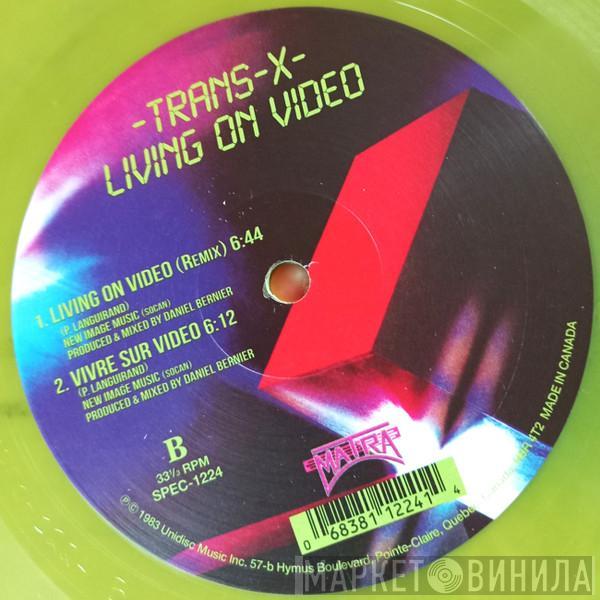 -TRANS-X-
LIVING ON VIDEO
1. LIVING ON VIDEO (REMIX) 6:44
(P. LANGUIRAND)
NEW IMAGE MUSIC (SOCAN)
PRODUCED & MIXED BY DANIEL BERNIER
2. VIVRE SUR VIDEO 6:12
(P. LANGUIRAND)
NEW IMAGE MUSIC (SOCAN)
PRODUCED & MIXED BY DANIEL BERNIER
B
33⅓ RPM
SPEC-1224
MATRA
0 68381 12241 4
℗© 1983 Unidisc Music Inc. 57-b Hymus Boulevard, Pointe-Claire, Quebec, Canada 4T2 MADE IN CANADA
МАРКЕТ ВИНИЛА